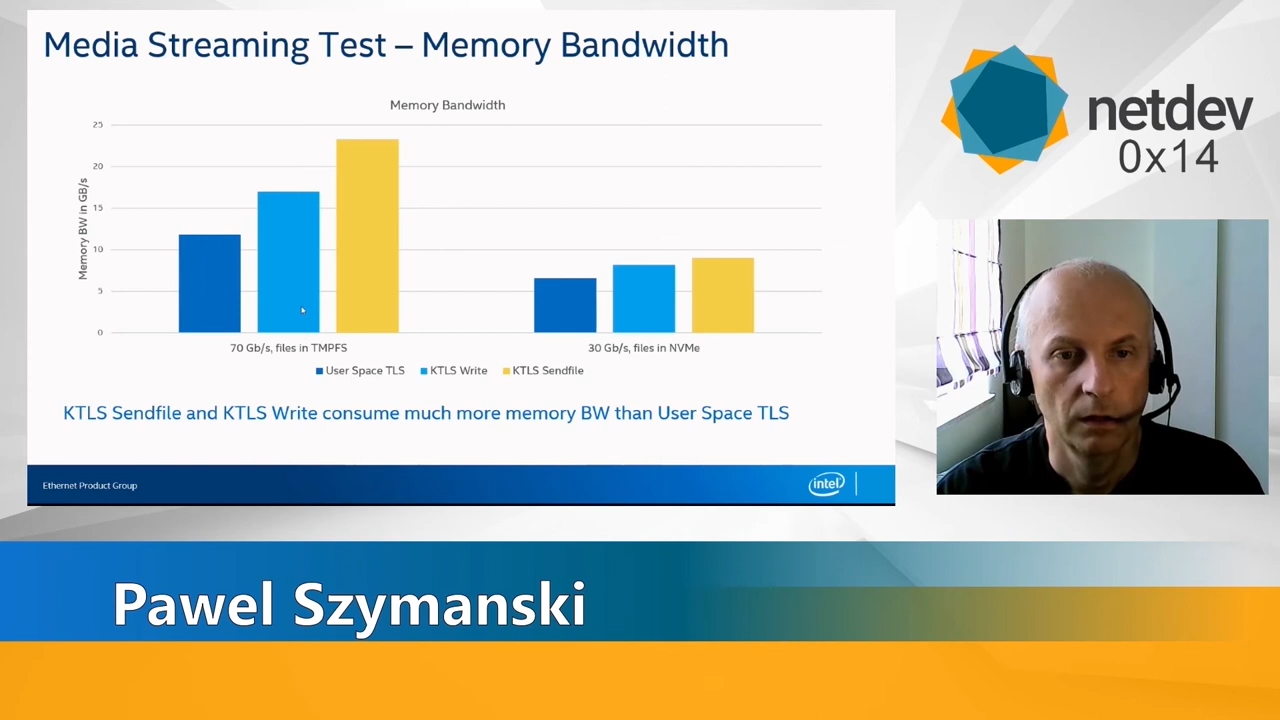 Media Streaming Test – Memory Bandwidth
Memory Bandwidth
25
20
15
10
5
0
Memory BW in GB/s
70 Gb/s, files in TMPFS
30 Gb/s, files in NVMe
User Space TLS
KTLS Write
KTLS Sendfile
KTLS Sendfile and KTLS Write consume much more memory BW than User Space TLS
Ethernet Product Group
intel
netdev
0x14
Pawel Szymanski